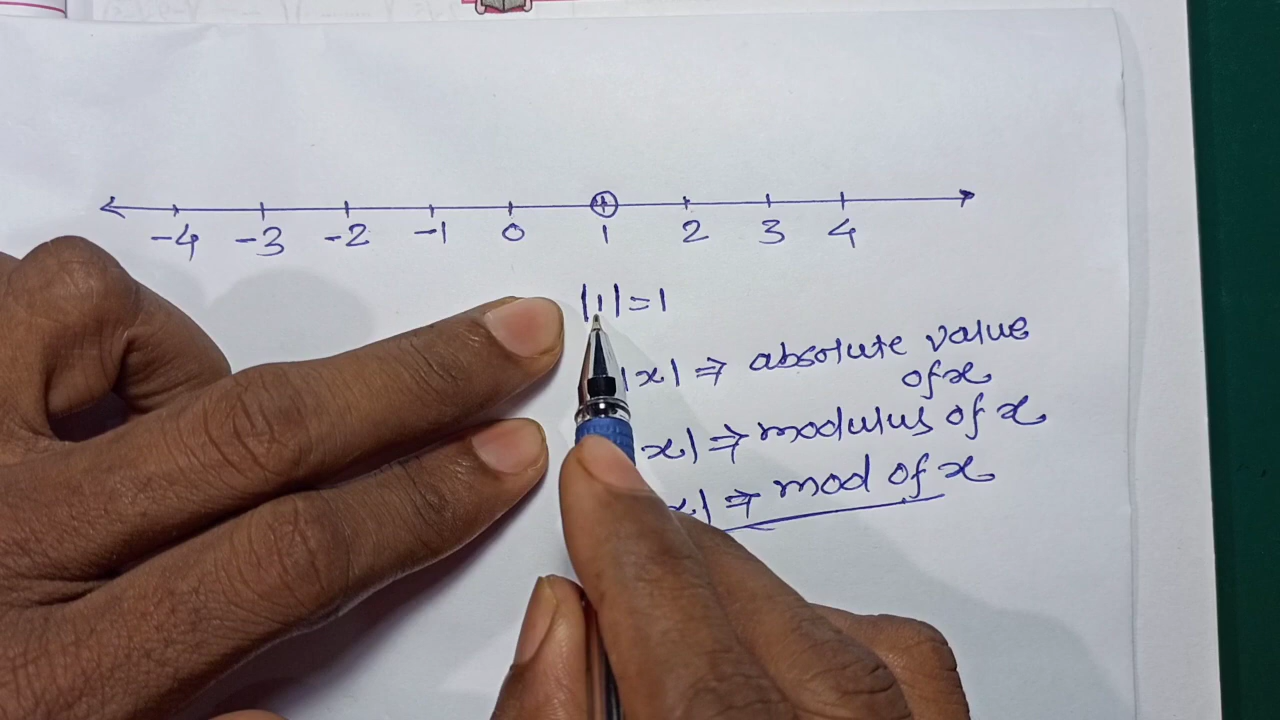 -4 -3 -2 -1 0 1 2 3 4
|1| = 1
|x| ⇒ absolute value
of x
x| ⇒ modulus of x
x| ⇒ mod of x